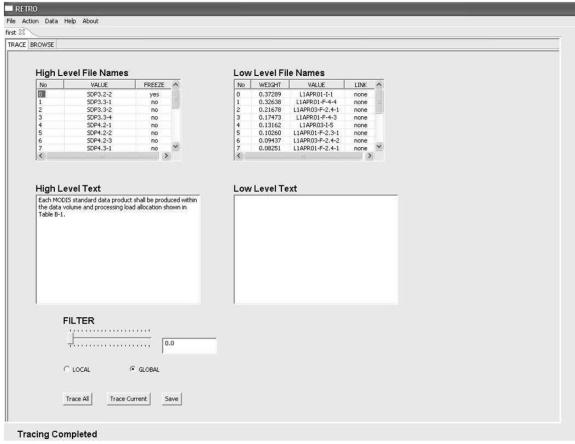 RETRO
File Action Data Help About
first
TRACE BROWSE
High Level File Names
No VALUE FREEZE
0 SDP3.2-2 yes
1 SDP3.3-1 no
2 SDP3.3-2 no
3 SDP3.3-4 no
4 SDP4.2-1 no
5 SDP4.2-2 no
6 SDP4.2-3 no
7 SDP4.3-1 no
Low Level File Names
No WEIGHT VALUE LINK
0 0.37289 L1APR01-I-1 none
1 0.32638 L1APR01-F-4-4 none
2 0.21678 L1APR03-F-2.4-1 none
3 0.17473 L1APR01-F-4-3 none
4 0.13162 L1APR03-I-5 none
5 0.10260 L1APR01-F-2.3-1 none
6 0.09437 L1APR03-F-2.4-2 none
7 0.08251 L1APR01-F-2.4-1 none
High Level Text
Each MODIS standard data product shall be produced within
the data volume and processing load allocation shown in
Table B-1.
Low Level Text
FILTER
0.0
LOCAL GLOBAL
Trace All Trace Current Save
Tracing Completed